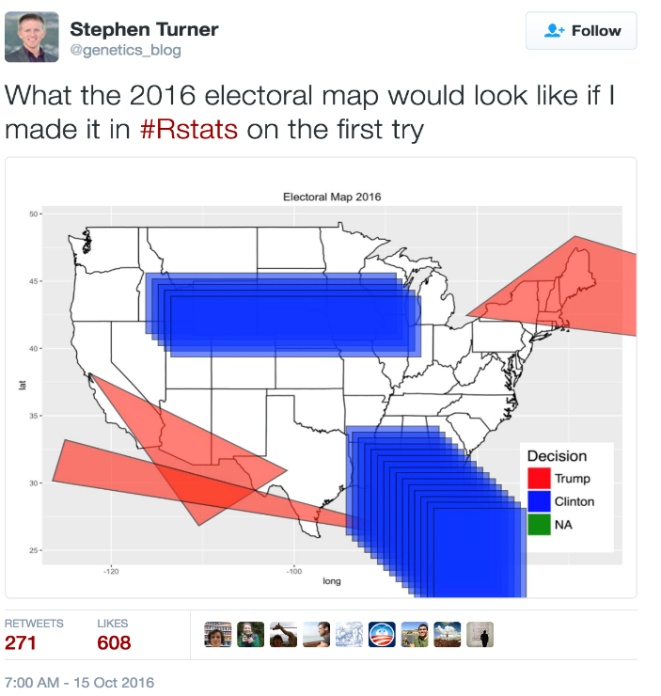 Stephen Turner
@genetics_blog
Follow
What the 2016 electoral map would look like if I
made it in #Rstats on the first try
Electoral Map 2016
50
45
40
35
30
25
lat
-120
-100
long
Decision
Trump
Clinton
NA
RETWEETS
LIKES
271
608
7:00 AM - 15 Oct 2016